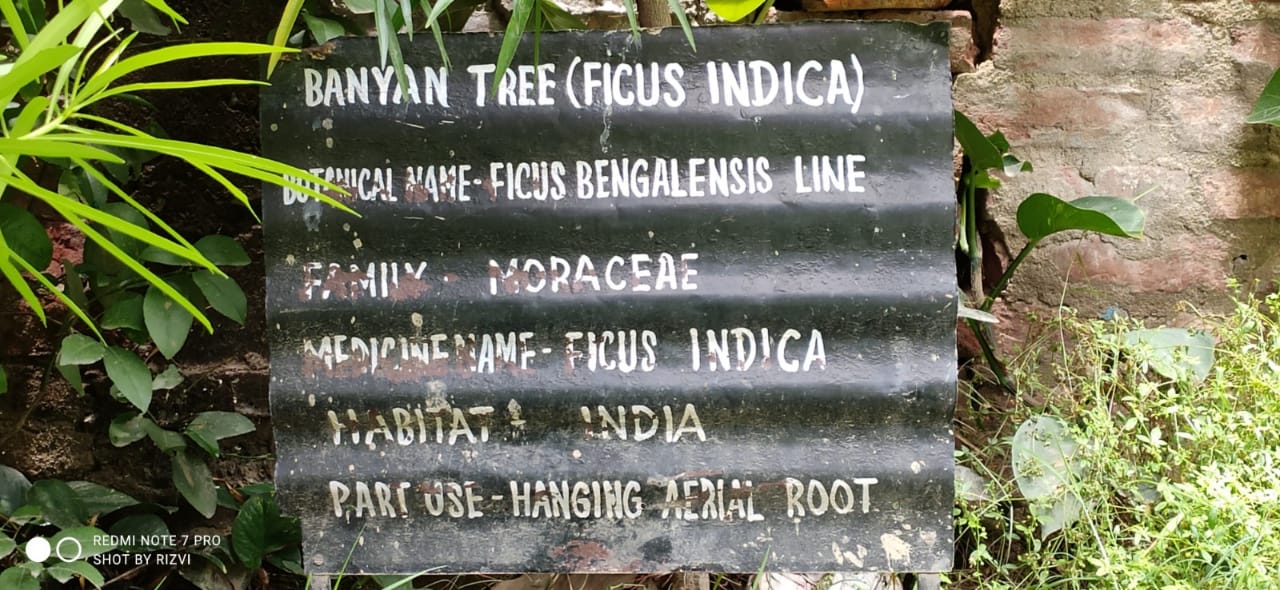 BANYAN TREE (FICUS INDICA)
BOTANICAL NAME- FICUS BENGALENSIS LINE
FAMILY - MORACEAE
MEDICINE NAME - FICUS INDICA
HABITAT - INDIA
PART USE - HANGING AERIAL ROOT
REDMI NOTE 7 PRO
SHOT BY RIZVI